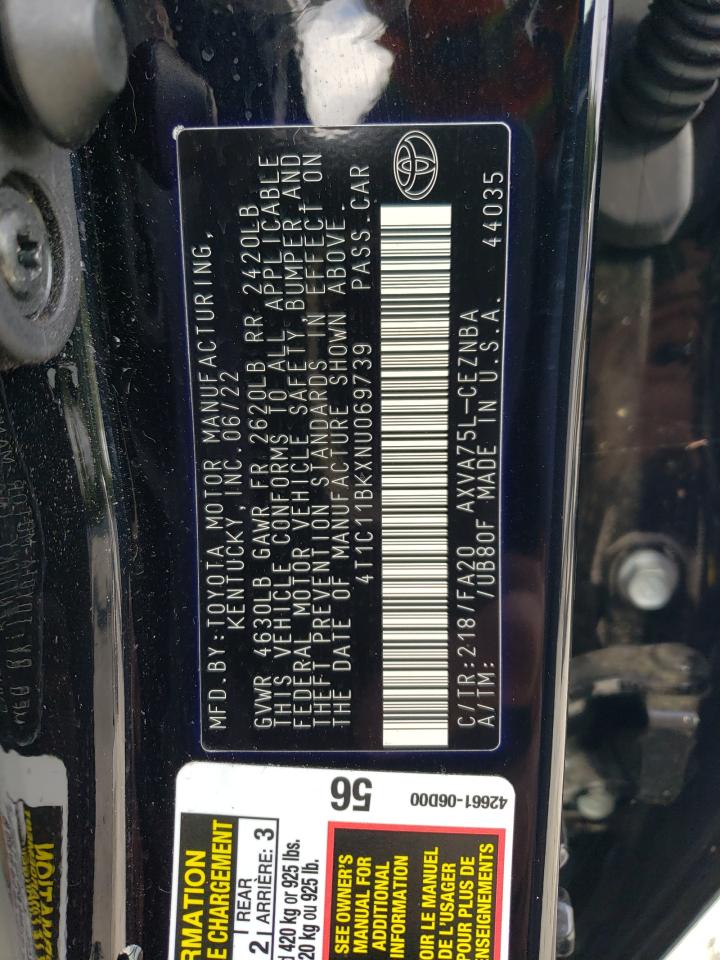 MFD. BY: TOYOTA MOTOR MANUFACTURING,
KENTUCKY, INC. 06/22
GVWR 4630LB GAWR FR 2620LB RR 2420LB
THIS VEHICLE CONFORMS TO ALL APPLICABLE
FEDERAL MOTOR VEHICLE SAFETY, BUMPER AND
THEFT PREVENTION STANDARDS IN EFFECT ON
THE DATE OF MANUFACTURE SHOWN ABOVE.
4T1C11BKXNU069739 PASS. CAR
C/TR: 218/FA20 AXVA75L-CEZNBA
A/TM: /UB80F MADE IN U.S.A. 44035
RMATION
E CHARGEMENT
2 REAR
ARRIÈRE: 3
d 420 kg or 925 lbs.
20 kg ou 925 lb.
56
42661-06D00
SEE OWNER'S
MANUAL FOR
ADDITIONAL
INFORMATION
OIR LE MANUEL
DE L'USAGER
POUR PLUS DE
ENSEIGNEMENTS